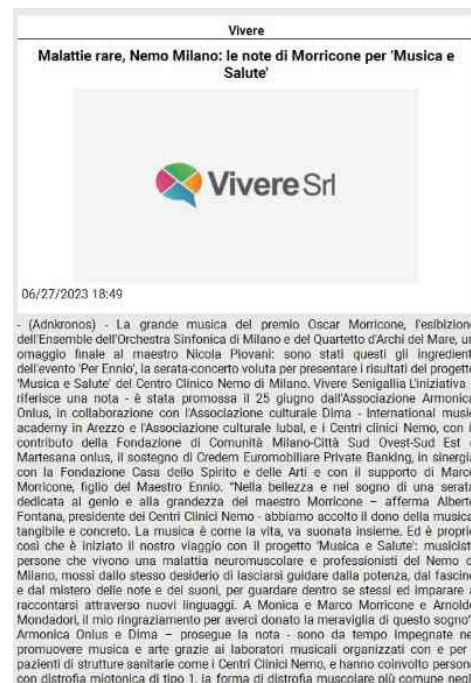 Vivere
Malattie rare, Nemo Milano: le note di Morricone per 'Musica e
Salute'
Vivere Srl
06/27/2023 18:49
- (Adnkronos) - La grande musica del premio Oscar Morricone, l'esibizione
dell'Ensemble dell'Orchestra Sinfonica di Milano e del Quartetto d'Archi del Mare, un
omaggio finale al maestro Nicola Piovani: sono stati questi gli ingredienti
dell'evento 'Per Ennio', la serata-concerto voluta per presentare i risultati del progetto
'Musica e Salute' del Centro Clinico Nemo di Milano. Vivere Senigallia L'iniziativa -
riferisce una nota - è stata promossa il 25 giugno dall'Associazione Armonica
Onlus, in collaborazione con l'Associazione culturale Dima - International music
academy in Arezzo e l'Associazione culturale Iubal, e i Centri clinici Nemo, con il
contributo della Fondazione di Comunità Milano-Città Sud Ovest-Sud Est e
Martesana onlus, il sostegno di Credem Euromobiliare Private Banking, in sinergia
con la Fondazione Casa dello Spirito e delle Arti e con il supporto di Marco
Morricone, figlio del Maestro Ennio. "Nella bellezza e nel sogno di una serata
dedicata al genio e alla grandezza del maestro Morricone – afferma Alberto
Fontana, presidente dei Centri Clinici Nemo - abbiamo accolto il dono della musica,
tangibile e concreto. La musica è come la vita, va suonata insieme. Ed è proprio
così che è iniziato il nostro viaggio con il progetto 'Musica e Salute': musicisti,
persone che vivono una malattia neuromuscolare e professionisti del Nemo di
Milano, mossi dallo stesso desiderio di lasciarsi guidare dalla potenza, dal fascino
e dal mistero delle note e dei suoni, per guardare dentro se stessi ed imparare a
raccontarsi attraverso nuovi linguaggi. A Monica e Marco Morricone e Arnoldo
Mondadori, il mio ringraziamento per averci donato la meraviglia di questo sogno".
Armonica Onlus e Dima – prosegue la nota - sono da tempo impegnate nel
promuovere musica e arte grazie ai laboratori musicali organizzati con e per i
pazienti di strutture sanitarie come i Centri Clinici Nemo, e hanno coinvolto persone
con distrofia miotonica di tipo 1, la forma di distrofia muscolare più comune negli